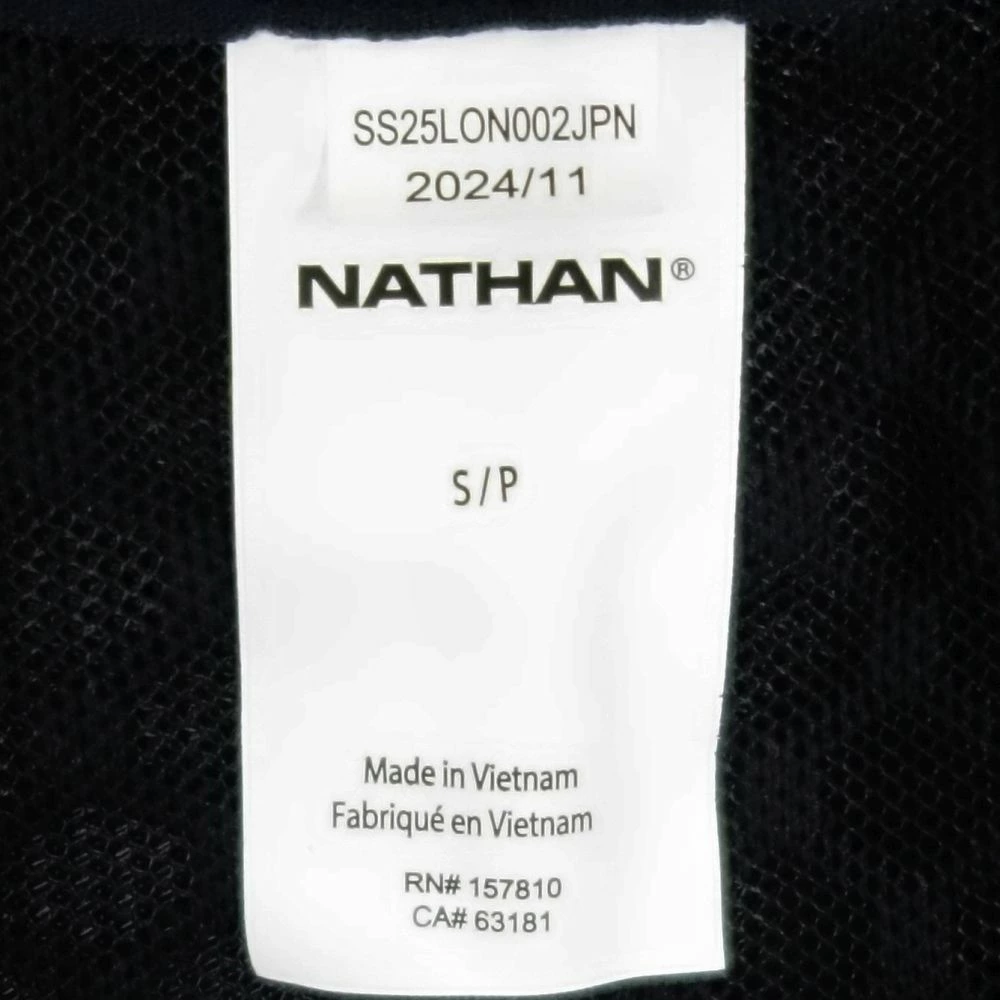 SS25LON002JPN
2024/11
NATHAN®
S/P
Made in Vietnam
Fabriqué en Vietnam
RN# 157810
CA# 63181